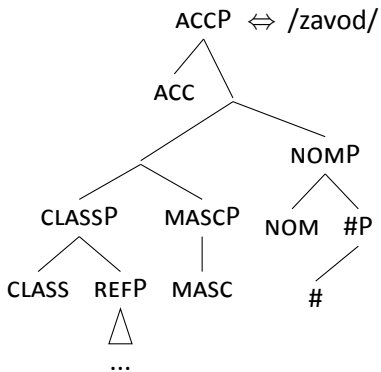 ACCP ⇔ /zavod/
ACC
NOMP
CLASSP MASCP NOM #P
CLASS REFP MASC #
...